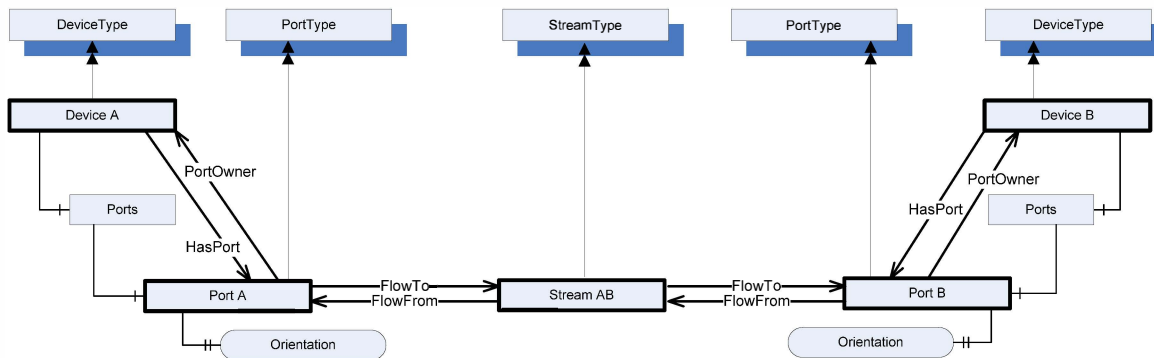 DeviceType
PortType
StreamType
PortType
DeviceType
Device A
Device B
PortOwner
PortOwner
Ports
HasPort
Ports
HasPort
FlowTo
FlowTo
Port A
Stream AB
Port B
FlowFrom
FlowFrom
Orientation
Orientation